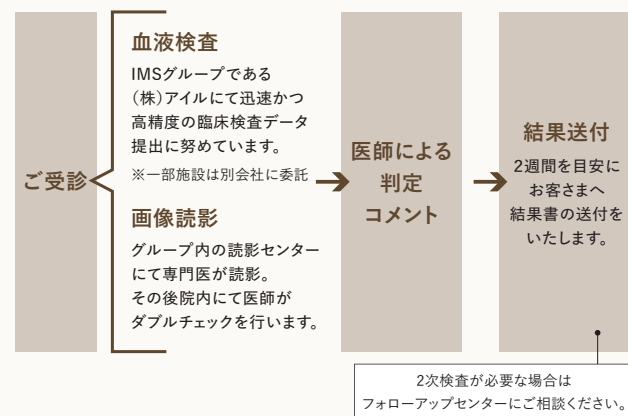 ご受診
血液検査
IMSグループである
（株）アイルにて迅速かつ
高精度の臨床検査データ
提出に努めています。
※一部施設は別会社に委託
画像読影
グループ内の読影センター
にて専門医が読影。
その後院内にて医師が
ダブルチェックを行います。
医師による
判定
コメント
結果送付
2週間を目安に
お客さまへ
結果書の送付を
いたします。
2次検査が必要な場合は
フォローアップセンターにご相談ください。